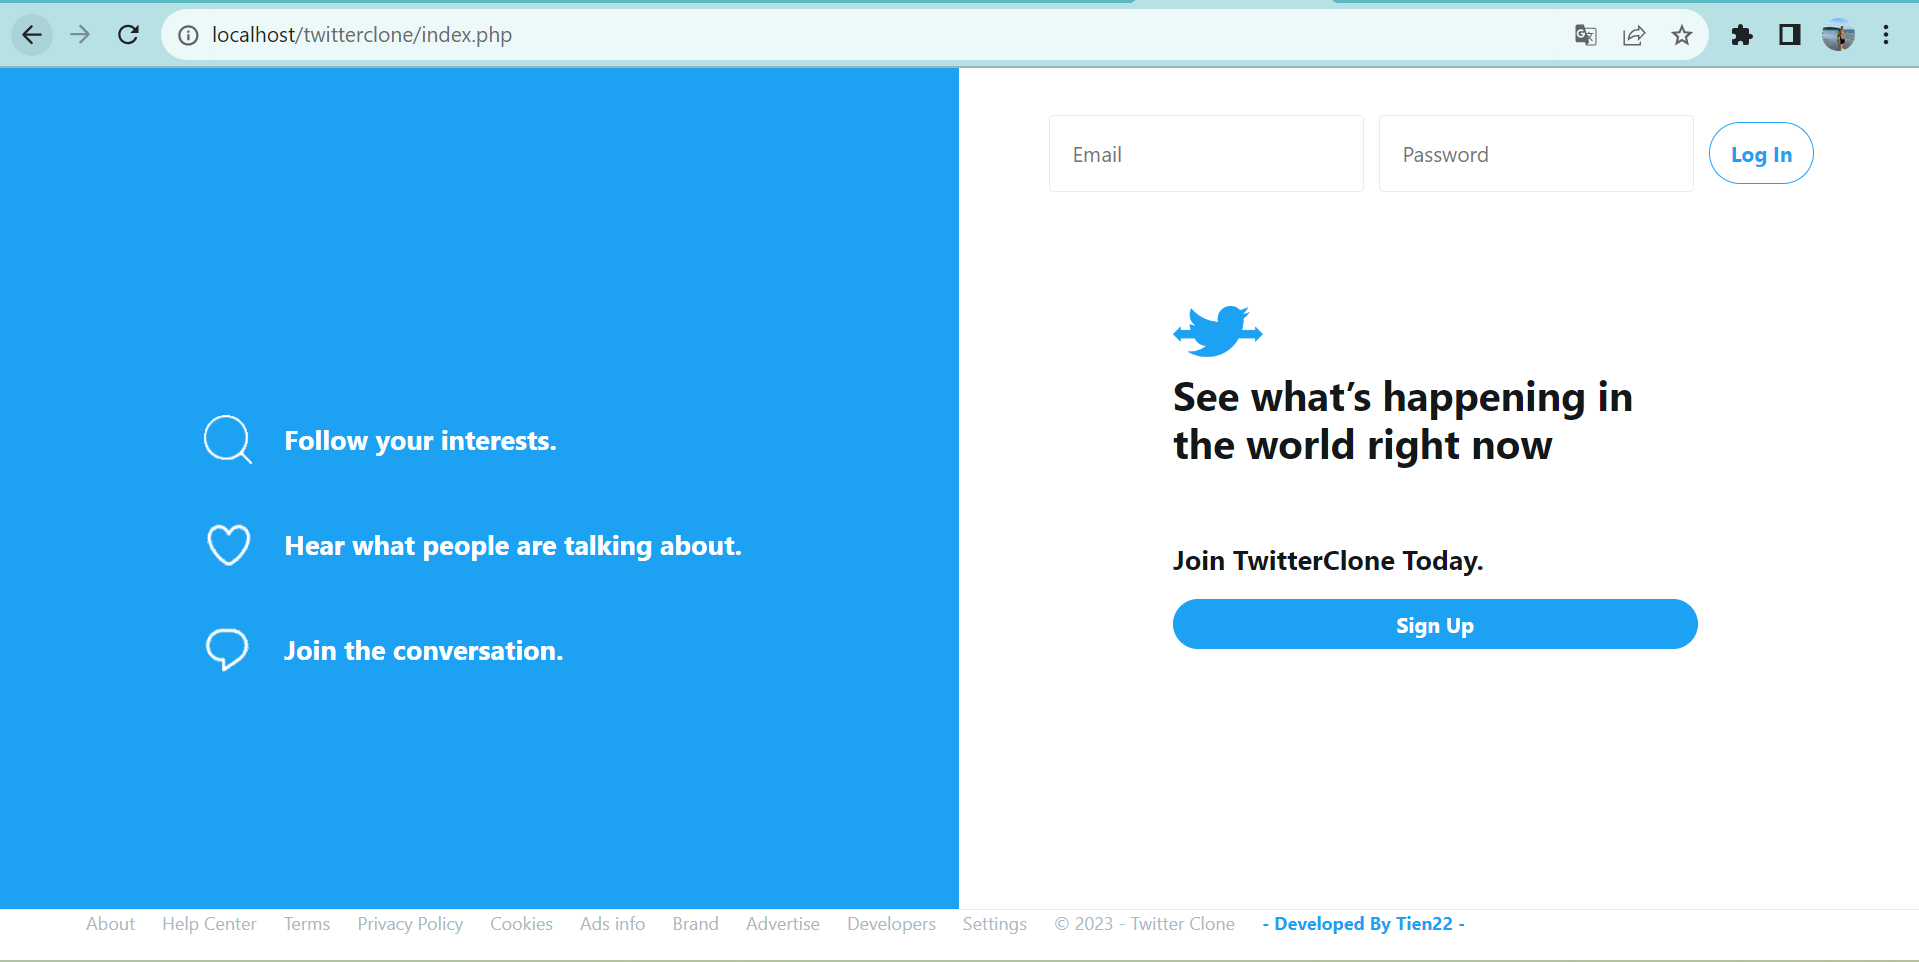 localhost/twitterclone/index.php
Email
Password
Log In
See what’s happening in
the world right now
Join TwitterClone Today.
Sign Up
Follow your interests.
Hear what people are talking about.
Join the conversation.
About Help Center Terms Privacy Policy Cookies Ads info Brand Advertise Developers Settings © 2023 - Twitter Clone - Developed By Tien22 -